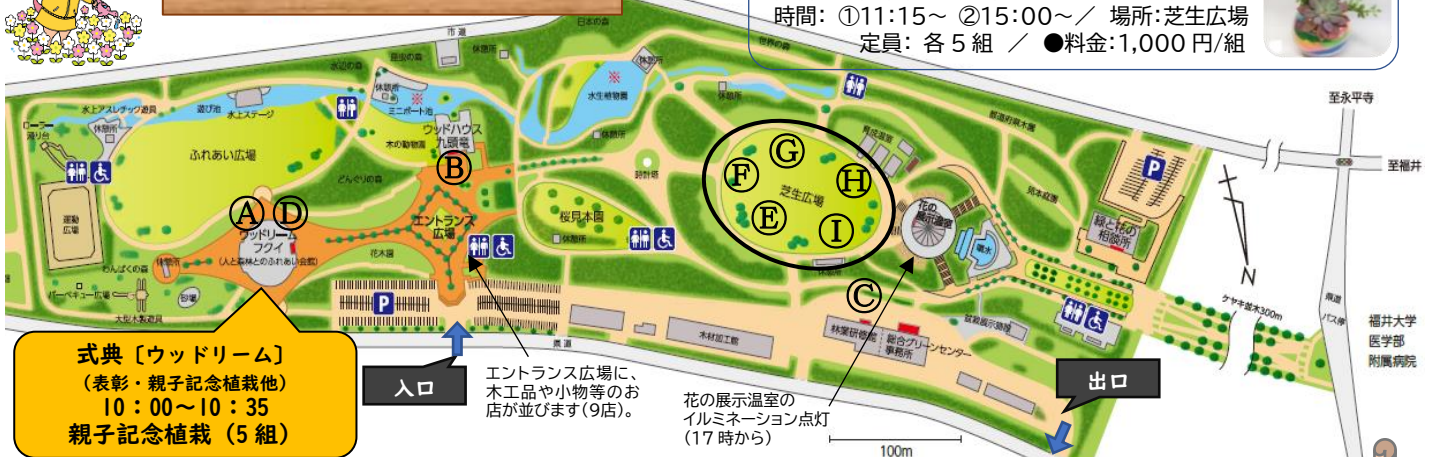 時間: ①11:15~ ②15:00~/ 場所:芝生広場
定員: 各5組 / ●料金:1,000円/組
市道
日本の森
世界の森
昆虫の森
水辺の森
休憩所
休憩所
※
水上アスレチック遊具
遊び池
水上ステージ
ミニボート池
※
水生植物園
休憩所
育成温室
都道府県木園
至永平寺
至福井
ローラー
滑り台
休憩所
ふれあい広場
木の動物園
ウッドハウス
九頭竜
Ⓑ
休憩所
どんぐりの森
時計塔
Ⓖ
Ⓕ
Ⓗ
芝生広場
Ⓔ
Ⓘ
見本庭園
P
緑と花の
相談所
運動
広場
Ⓐ Ⓓ
ウッドリーム
フクイ
(人と森林とのふれあい会館)
エントランス
広場
桜見本園
休憩所
花の
展示温室
噴水
休憩所
花木園
わんぱくの森
休憩所
バーベキュー広場
砂場
大型木製遊具
P
Ⓒ
木材加工館
林業研修館
総合グリーンセンター
事務所
ケヤキ並木300m
N
県道
バス停
福井大学
医学部
附属病院
県道
式典〔ウッドリーム〕
(表彰・親子記念植栽他)
10:00~10:35
親子記念植栽(5組)
入口
エントランス広場に、
木工品や小物等のお
店が並びます(9店)。
花の展示温室の
イルミネーション点灯
(17時から)
出口
100m